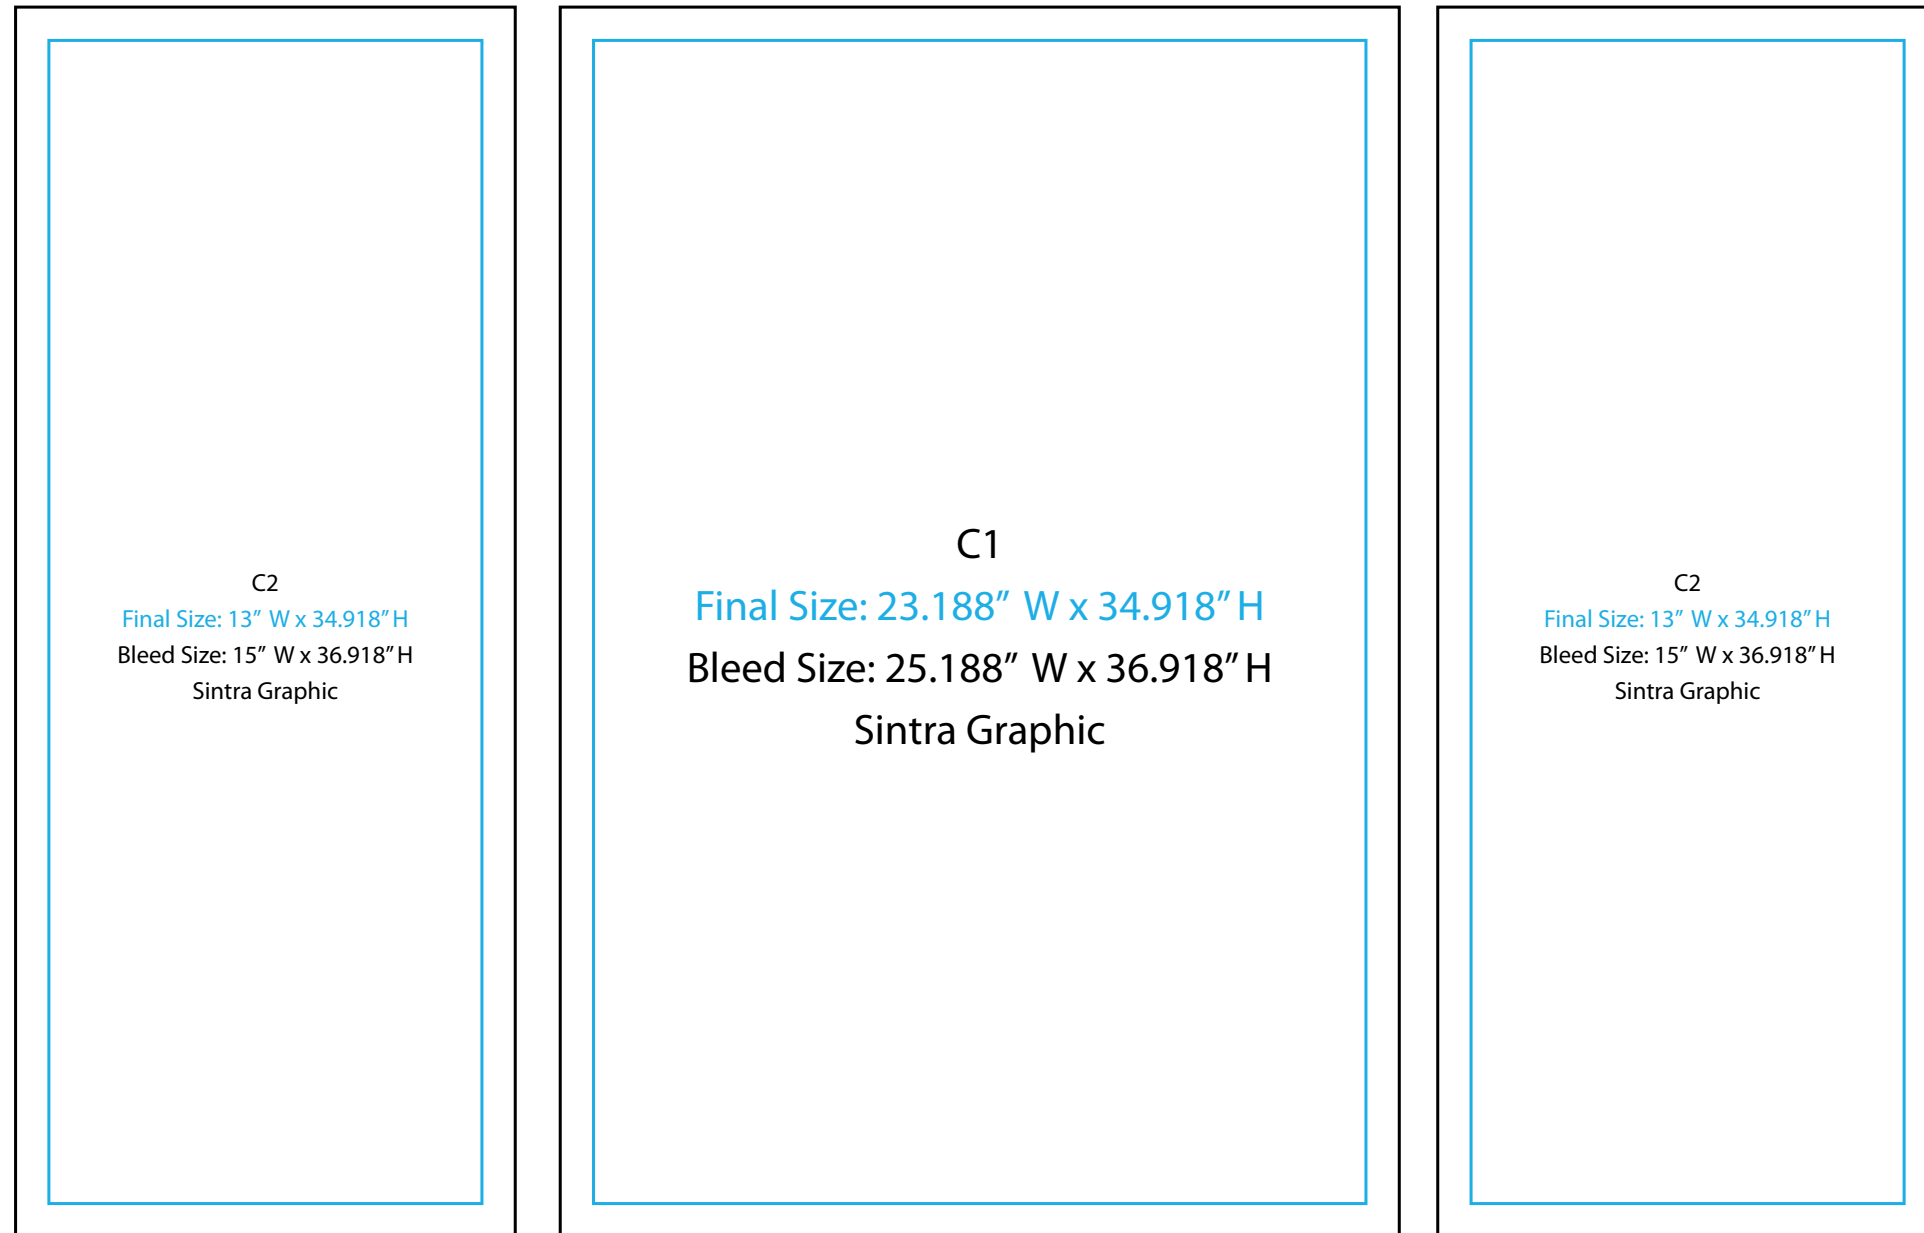 C2
Final Size: 13" W x 34.918" H
Bleed Size: 15" W x 36.918" H
Sintra Graphic
C1
Final Size: 23.188" W x 34.918" H
Bleed Size: 25.188" W x 36.918" H
Sintra Graphic
C2
Final Size: 13" W x 34.918" H
Bleed Size: 15" W x 36.918" H
Sintra Graphic